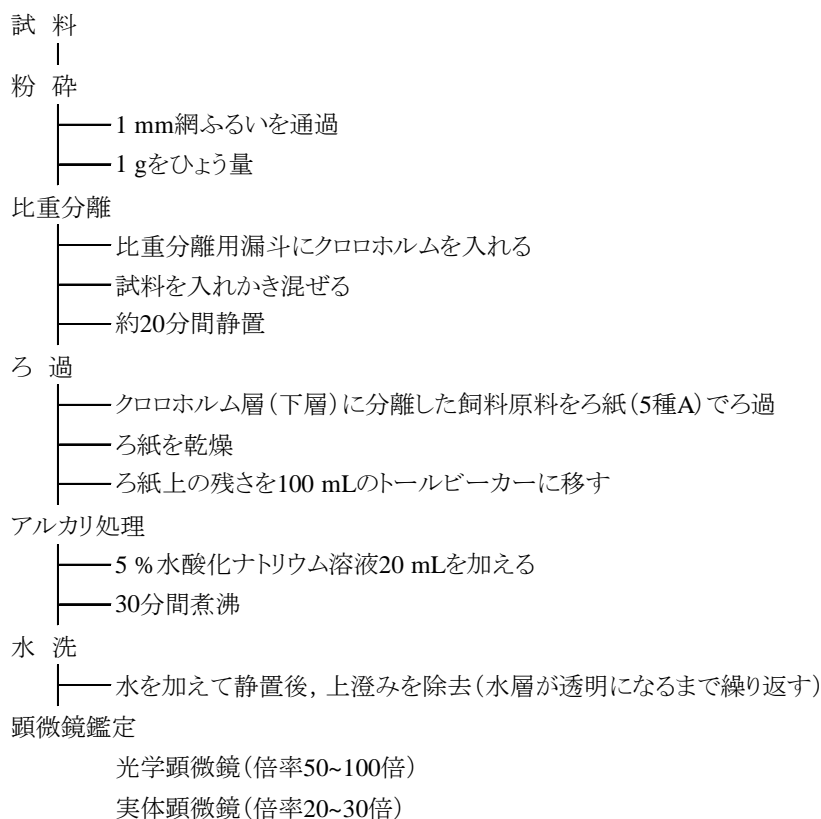 試 料
粉 砕
1 mm網ふるいを通過
1 gをひょう量
比重分離
比重分離用漏斗にクロロホルムを入れる
試料を入れかき混ぜる
約20分間静置
ろ 過
クロロホルム層(下層)に分離した飼料原料をろ紙(5種A)でろ過
ろ紙を乾燥
ろ紙上の残さを100 mLのトールビーカーに移す
アルカリ処理
5 %水酸化ナトリウム溶液20 mLを加える
30分間煮沸
水 洗
水を加えて静置後, 上澄みを除去(水層が透明になるまで繰り返す)
顕微鏡鑑定
光学顕微鏡(倍率50~100倍)
実体顕微鏡(倍率20~30倍)